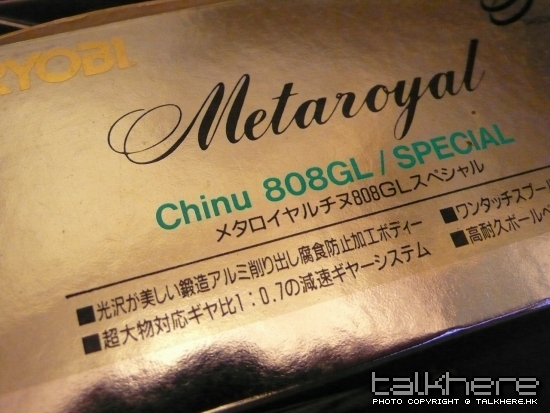 RYOBI
Metaroyal
Chinu 808GL / SPECIAL
メタロイヤルチヌ808GLスペシャル
■光沢が美しい鍛造アルミ削り出し腐食防止加工ボディー
■超大物対応ギヤ比1:0.7の減速ギヤーシステム
■ワンタッチスプール
■高耐久ボールベ
talkhere
PHOTO COPYRIGHT @ TALKHERE.HK